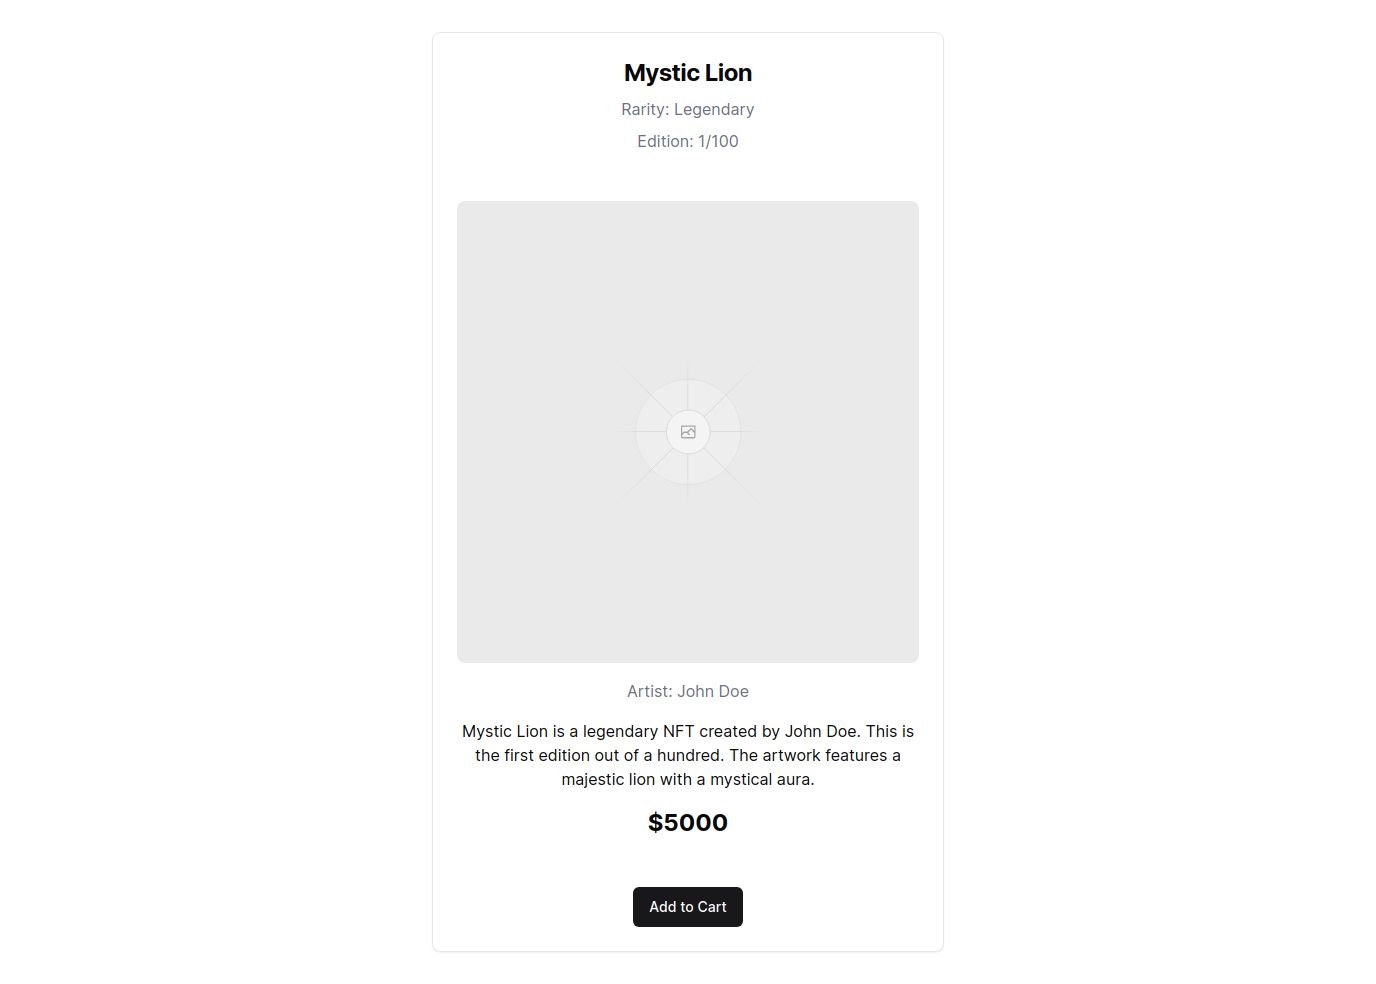 Mystic Lion
Rarity: Legendary
Edition: 1/100
Artist: John Doe
Mystic Lion is a legendary NFT created by John Doe. This is
the first edition out of a hundred. The artwork features a
majestic lion with a mystical aura.
$5000
Add to Cart